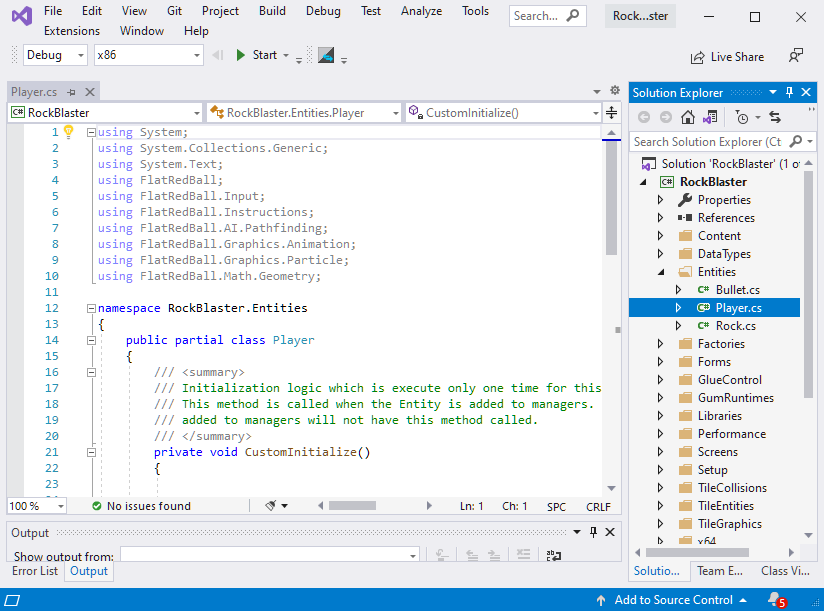 File Edit View Git Project Build Debug Test Analyze Tools Search... Rock...ster
Extensions Window Help
Debug x86 Start Live Share
Player.cs
RockBlaster RockBlaster.Entities.Player CustomInitialize()
1 using System;
2 using System.Collections.Generic;
3 using System.Text;
4 using FlatRedBall;
5 using FlatRedBall.Input;
6 using FlatRedBall.Instructions;
7 using FlatRedBall.AI.Pathfinding;
8 using FlatRedBall.Graphics.Animation;
9 using FlatRedBall.Graphics.Particle;
10 using FlatRedBall.Math.Geometry;
11
12 namespace RockBlaster.Entities
13 {
14 public partial class Player
15 {
16 /// <summary>
17 /// Initialization logic which is execute only one time for this
18 /// This method is called when the Entity is added to managers.
19 /// added to managers will not have this method called.
20 /// </summary>
21 private void CustomInitialize()
22 {
23
100 % No issues found Ln: 1 Ch: 1 SPC CRLF
Output
Show output from:
Error List Output
Solution Explorer
Search Solution Explorer (Ct
Solution 'RockBlaster' (1 o
C# RockBlaster
Properties
References
Content
DataTypes
Entities
C# Bullet.cs
C# Player.cs
C# Rock.cs
Factories
Forms
GlueControl
GumRuntimes
Libraries
Performance
Screens
Setup
TileCollisions
TileEntities
TileGraphics
x64
Solutio... Team E... Class Vi...
Add to Source Control 5